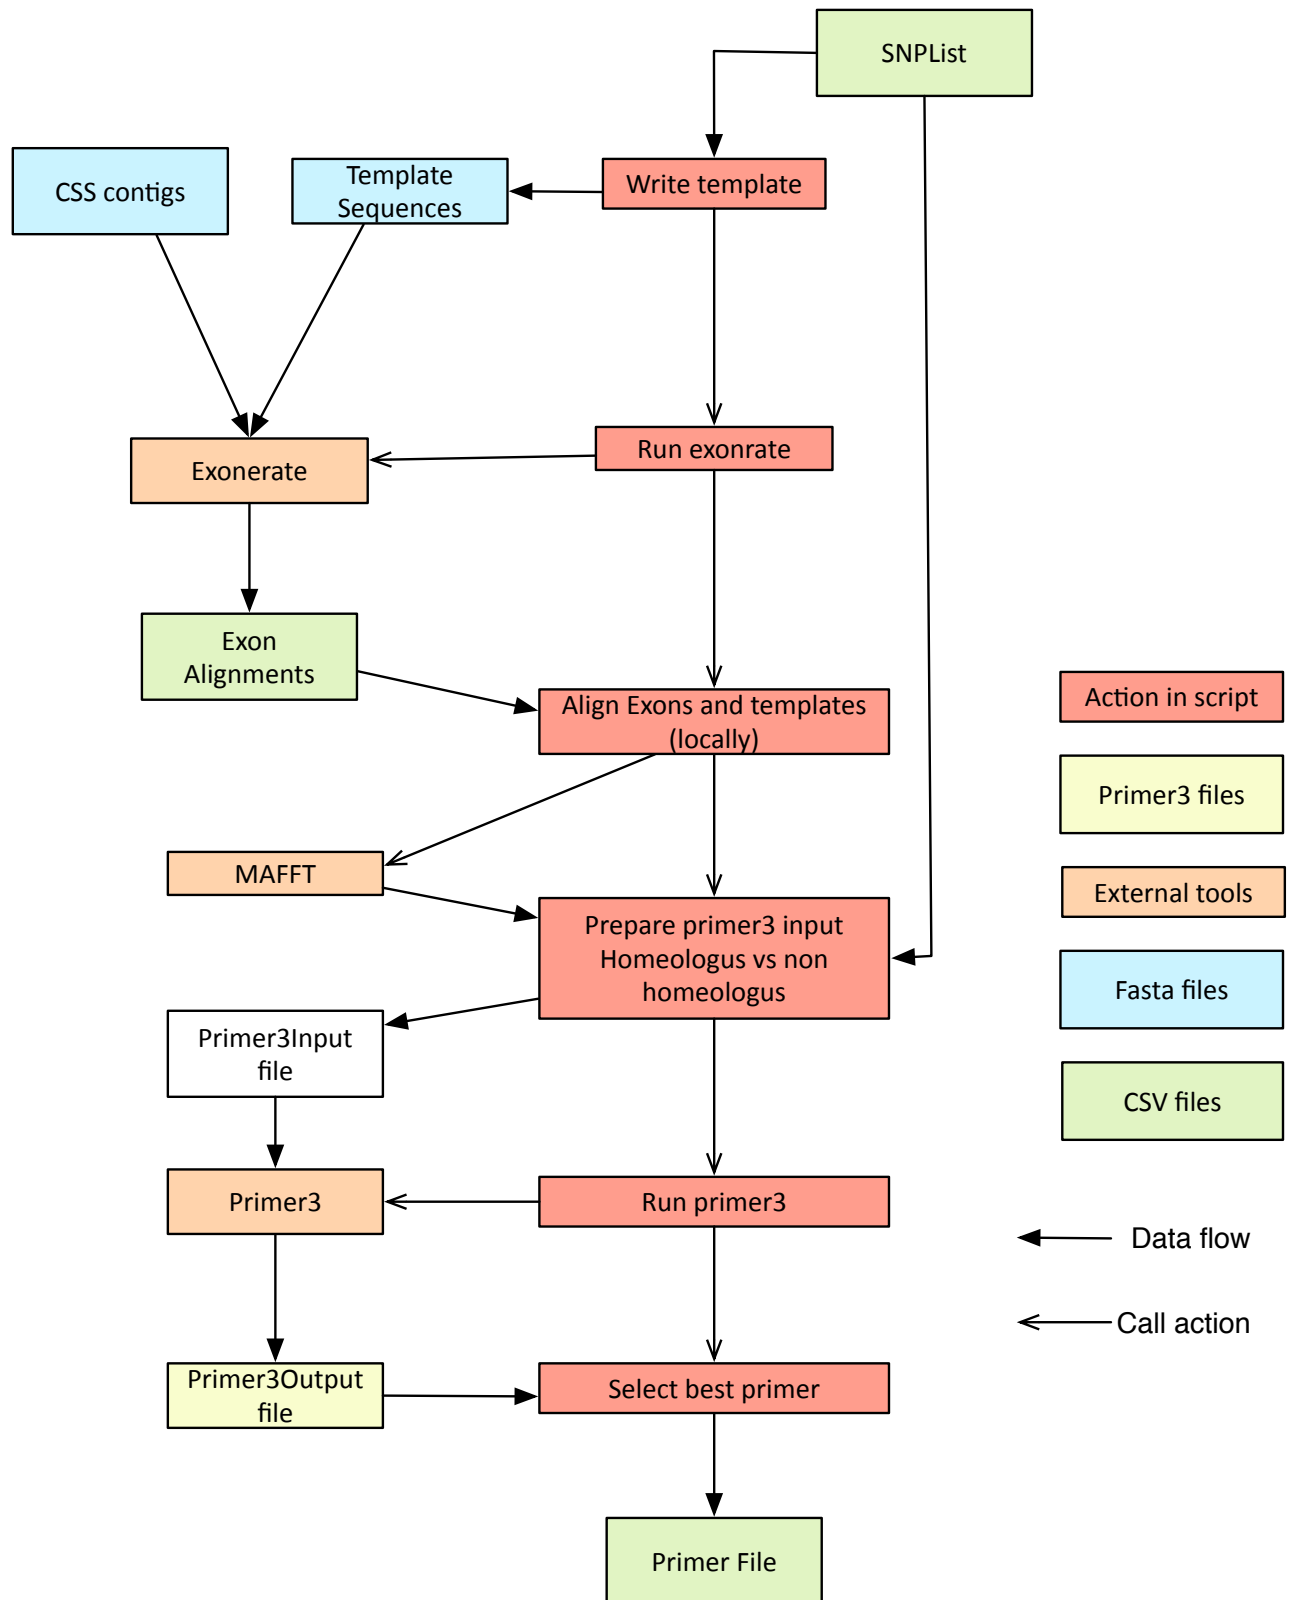 SNPList
CSS contigs
Template
Sequences
Write template
Exonerate
Run exonrate
Exon
Alignments
Align Exons and templates
(locally)
MAFFT
Prepare primer3 input
Homeologus vs non
homeologus
Primer3Input
file
Primer3
Run primer3
Primer3Output
file
Select best primer
Primer File
Action in script
Primer3 files
External tools
Fasta files
CSV files
Data flow
Call action